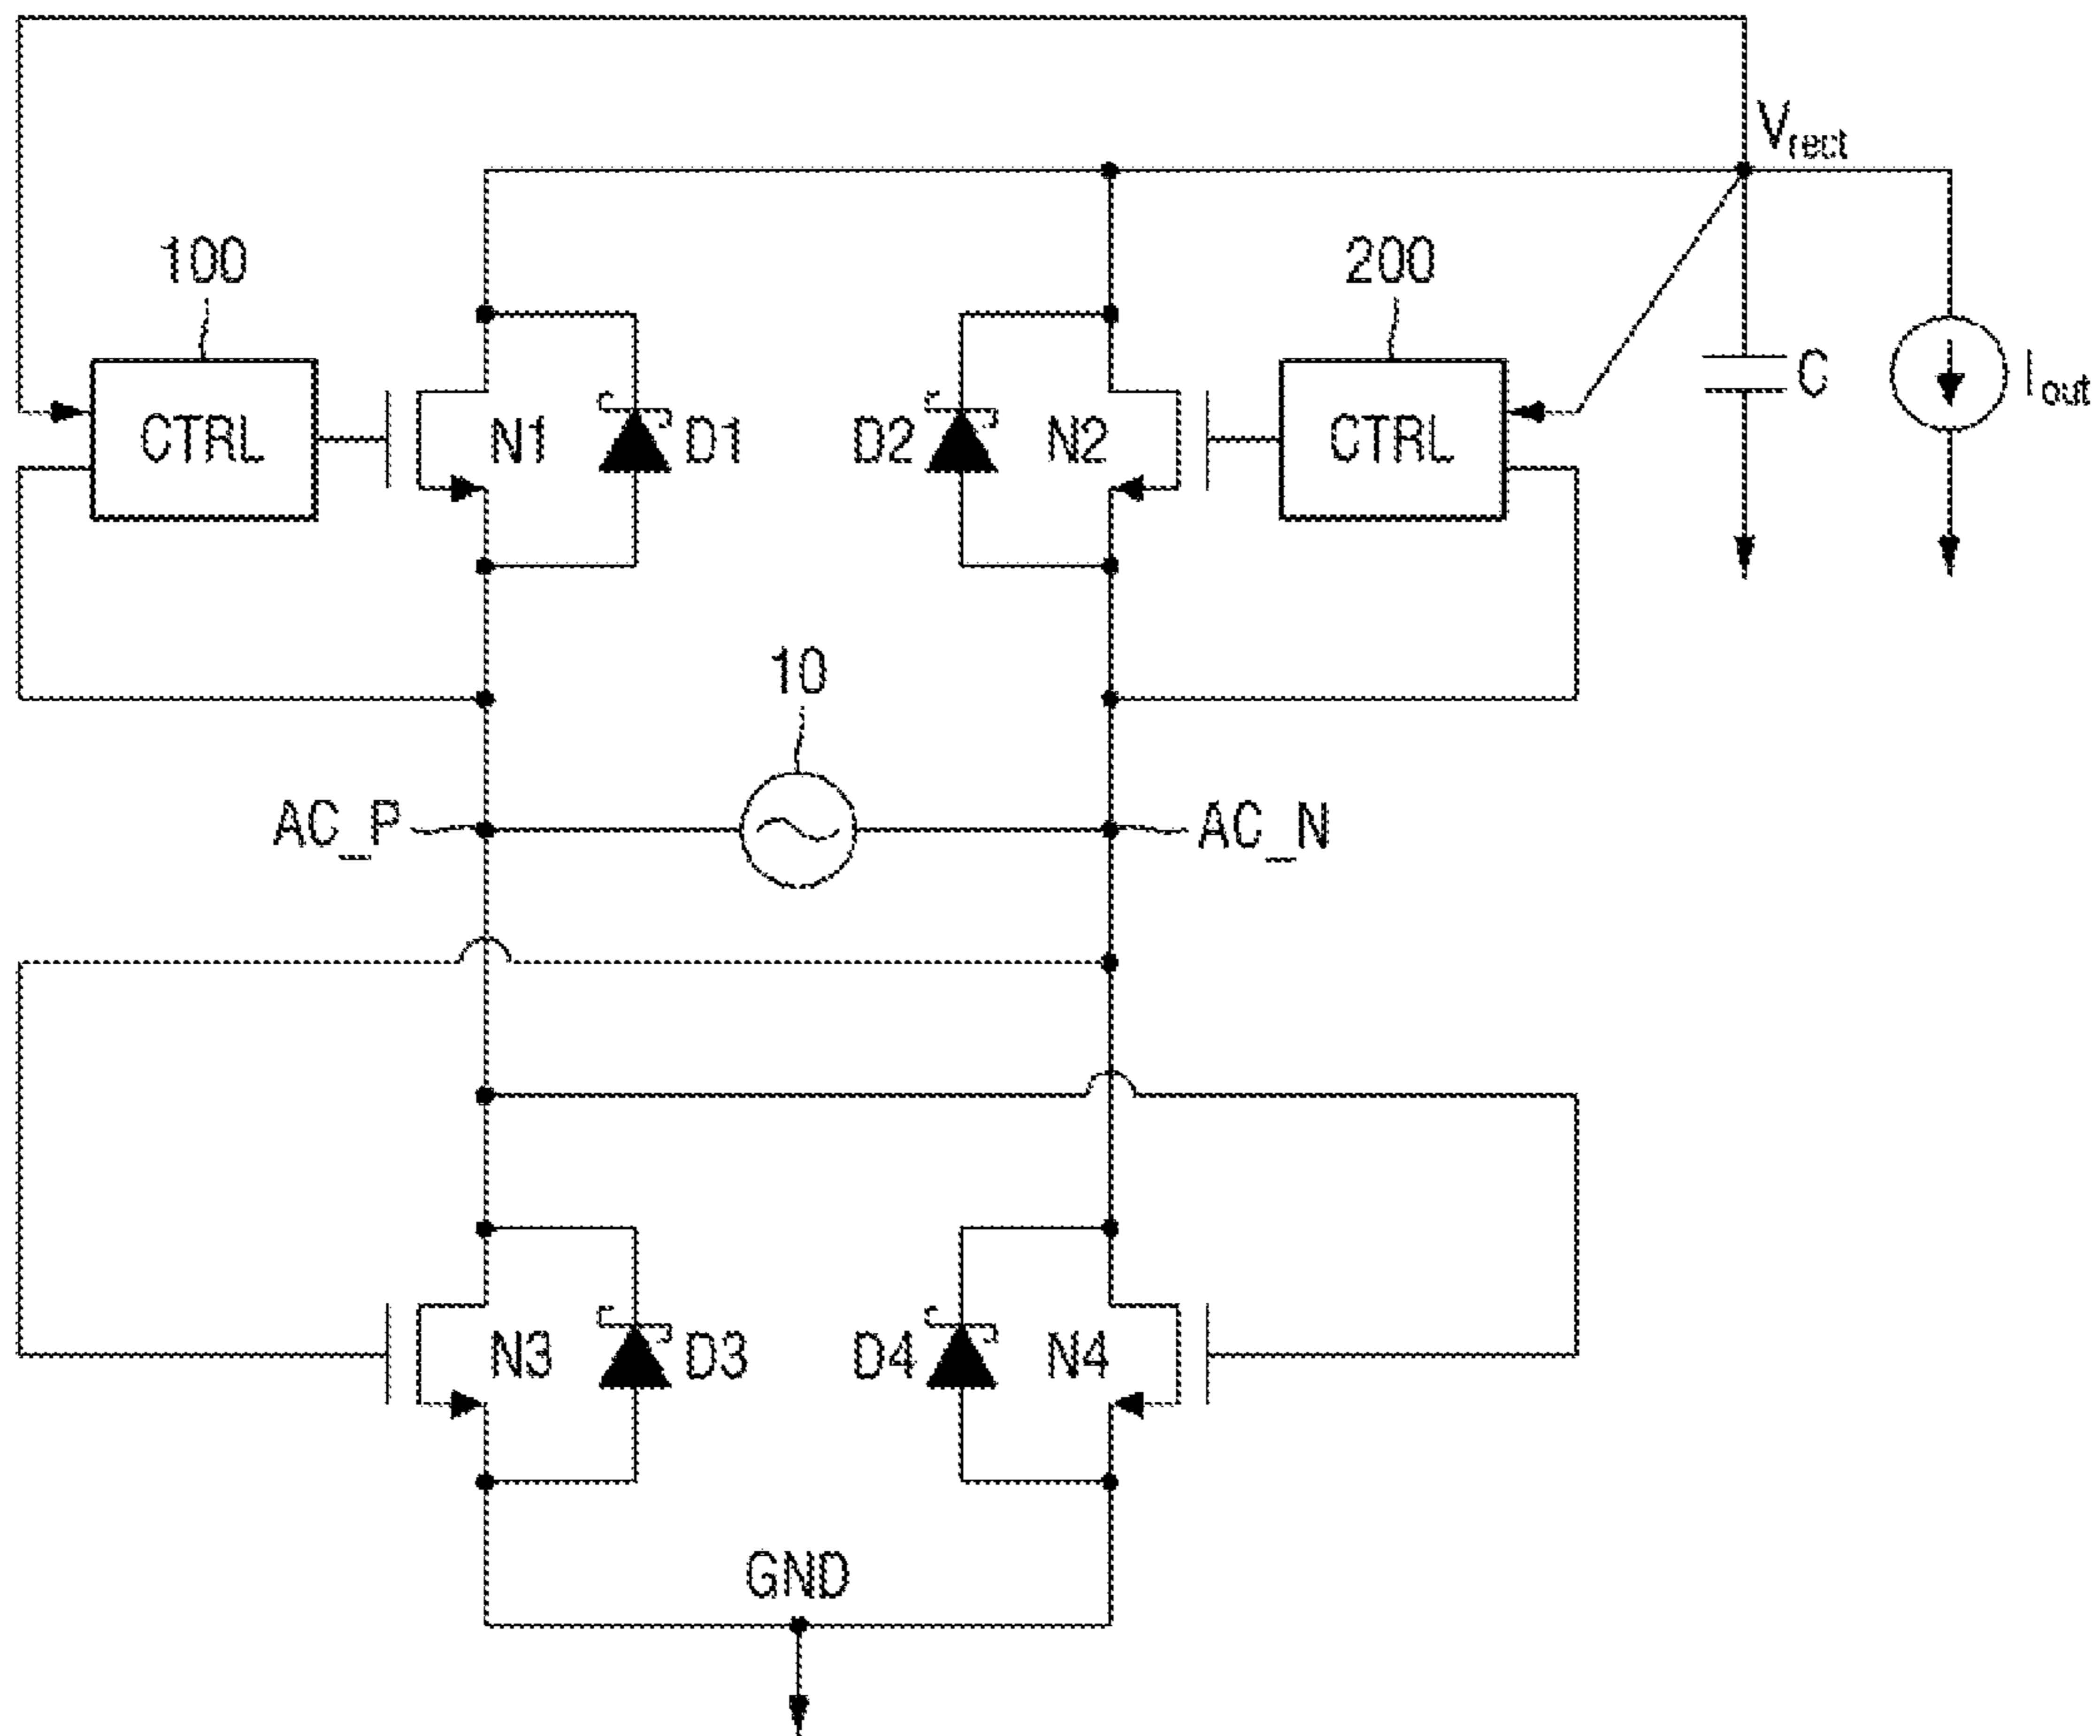 Vrect
100
200
CTRL
N1
D1
D2
N2
CTRL
C
Iout
10
AC_P
AC_N
N3
D3
D4
N4
GND